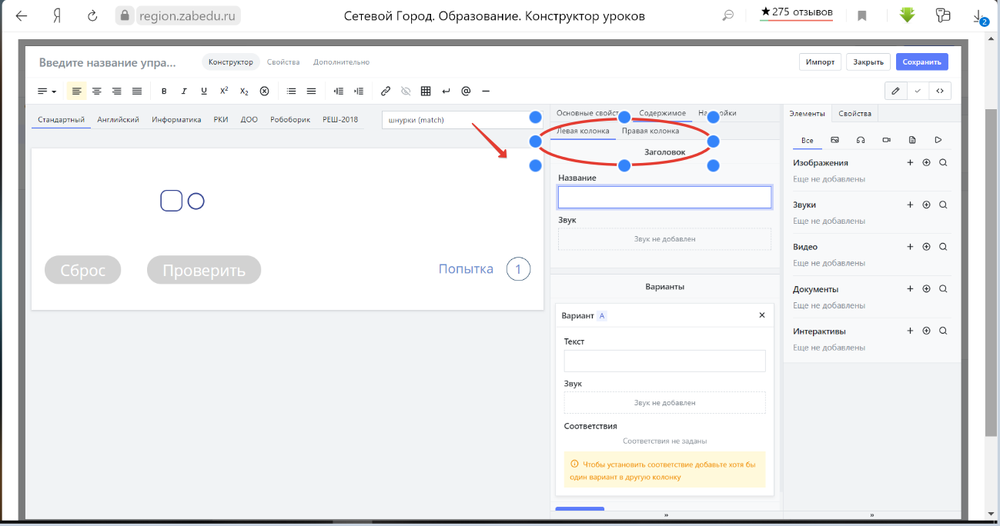 region.zabedu.ru Сетевой Город. Образование. Конструктор уроков ★275 отзывов 2
Введите название упра... Конструктор Свойства Дополнительно Импорт Закрыть Сохранить
B I U X² X₂
Стандартный Английский Информатика РКИ ДОО Робоборик РЕШ-2018 шнурки (match)
Основные свойст Содержимое На ойки
Левая колонка Правая колонка
Заголовок
Название
Звук
Звук не добавлен
Сброс Проверить Попытка 1
Варианты
Вариант A
Текст
Звук
Звук не добавлен
Соответствия
Соответствия не заданы
Чтобы установить соответствие добавьте хотя бы
один вариант в другую колонку
Элементы Свойства
Все
Изображения
Еще не добавлены
Звуки
Еще не добавлены
Видео
Еще не добавлены
Документы
Еще не добавлены
Интерактивы
Еще не добавлены